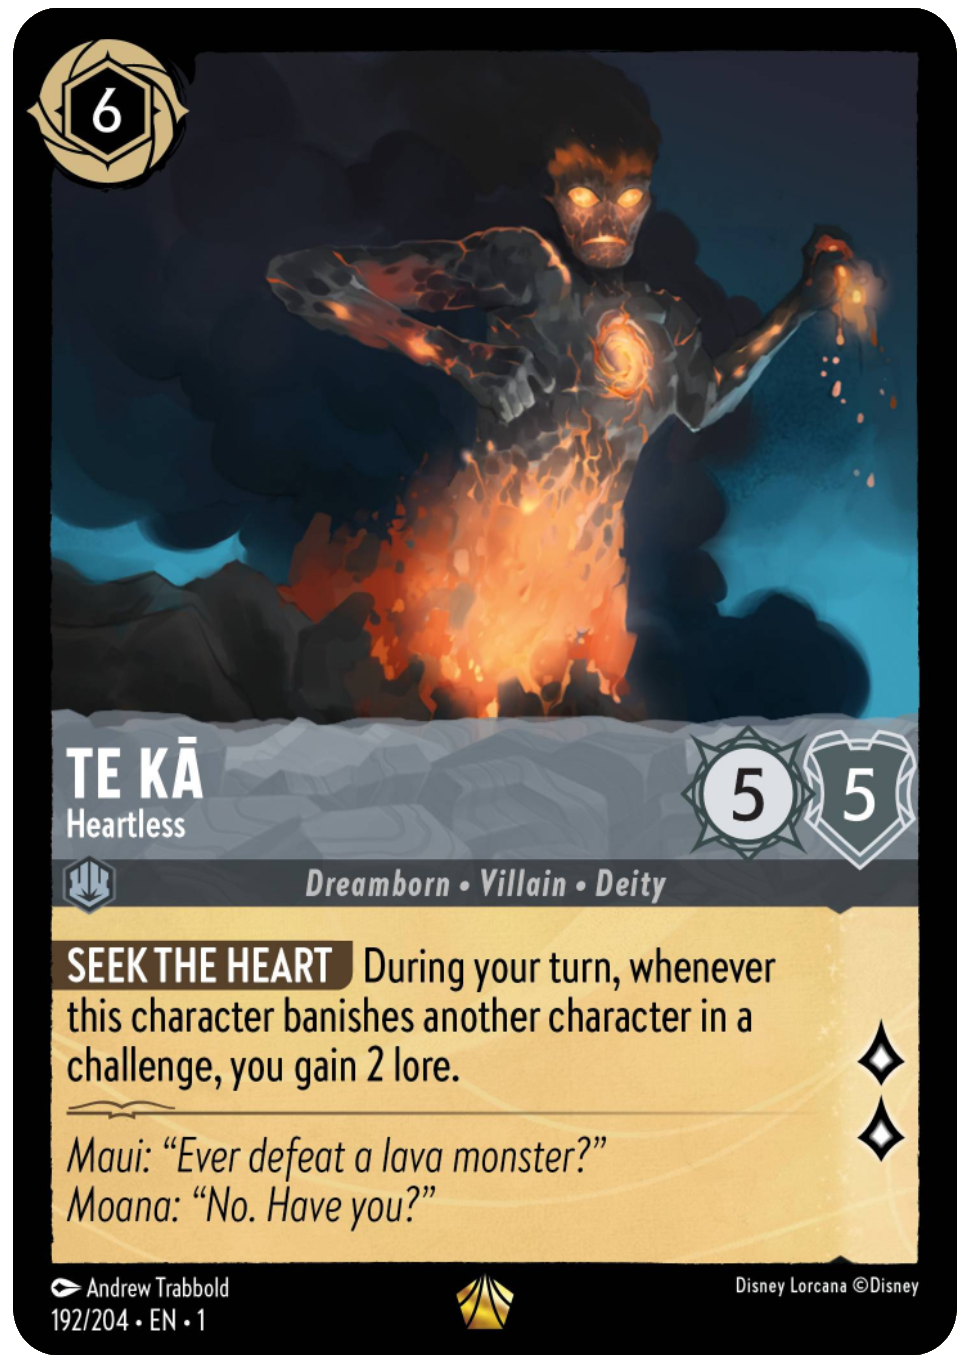 6
TE KĀ
Heartless
5
5
Dreamborn • Villain • Deity
SEEK THE HEART During your turn, whenever
this character banishes another character in a
challenge, you gain 2 lore.
Maui: “Ever defeat a lava monster?”
Moana: “No. Have you?”
Andrew Trabbold
192/204 • EN • 1
Disney Lorcana ©Disney